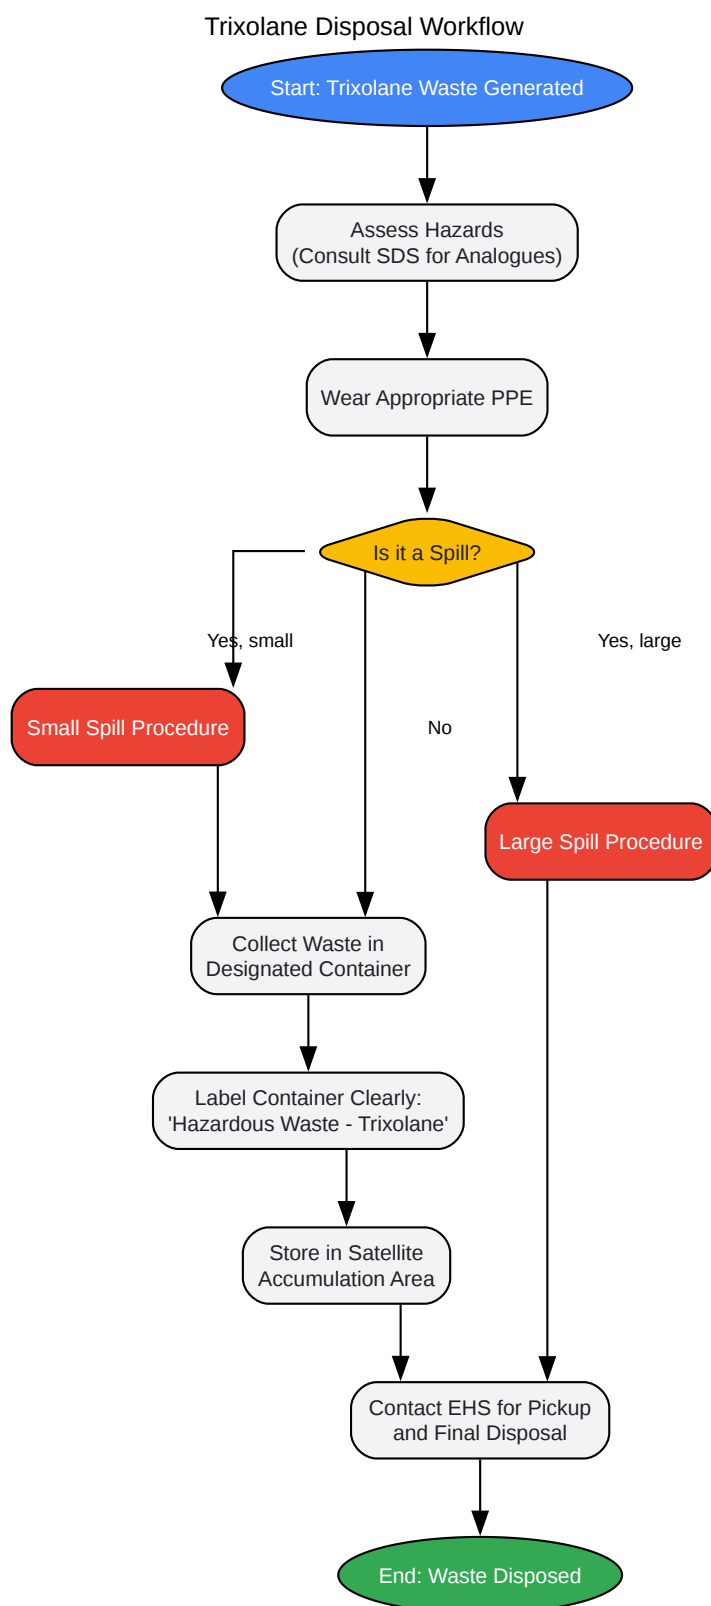 Trixolane Disposal Workflow
Start: Trixolane Waste Generated
Assess Hazards
(Consult SDS for Analogues)
Wear Appropriate PPE
Is it a Spill?
Yes, small
Yes, large
Small Spill Procedure
No
Large Spill Procedure
Collect Waste in
Designated Container
Label Container Clearly:
'Hazardous Waste - Trixolane'
Store in Satellite
Accumulation Area
Contact EHS for Pickup
and Final Disposal
End: Waste Disposed